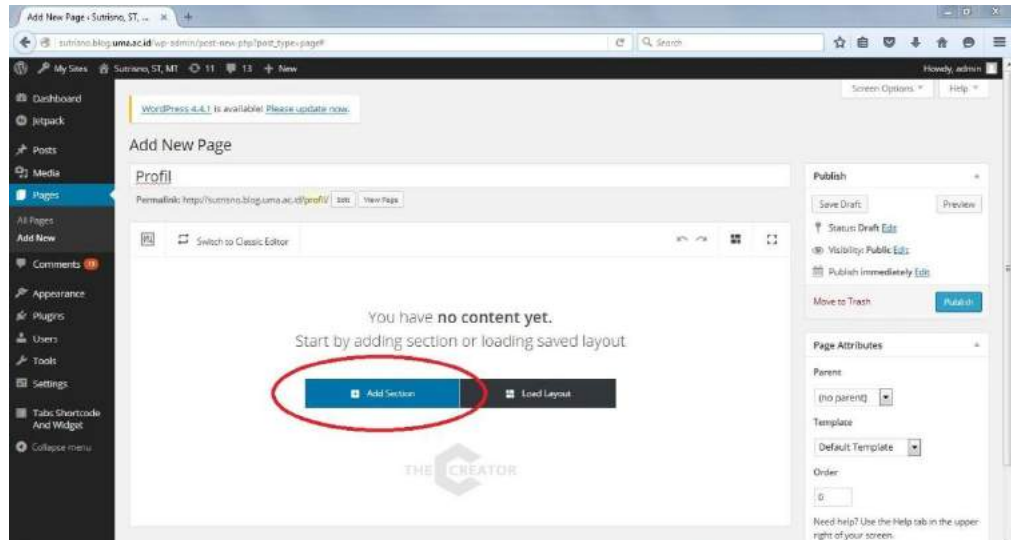 Add New Page ‹ Sutrisno, ST, ...
sutrisno.blog.uma.ac.id/wp-admin/post-new.php?post_type=page#
Search
My Sites
Sutrisno, ST, MT
11
13
+ New
Howdy, admin
Dashboard
Jetpack
Posts
Media
Pages
All Pages
Add New
Comments
Appearance
Plugins
Users
Tools
Settings
Tabs Shortcode
And Widget
Collapse menu
Screen Options
Help
WordPress 4.4.1 is available! Please update now.
Add New Page
Profil
Permalink: http://sutrisno.blog.uma.ac.id/profil/
Edit
View Page
Switch to Classic Editor
You have no content yet.
Start by adding section or loading saved layout
Add Section
Load Layout
THE CREATOR
Publish
Save Draft
Preview
Status: Draft Edit
Visibility: Public Edit
Publish immediately Edit
Move to Trash
Publish
Page Attributes
Parent
(no parent)
Template
Default Template
Order
0
Need help? Use the Help tab in the upper
right of your screen.